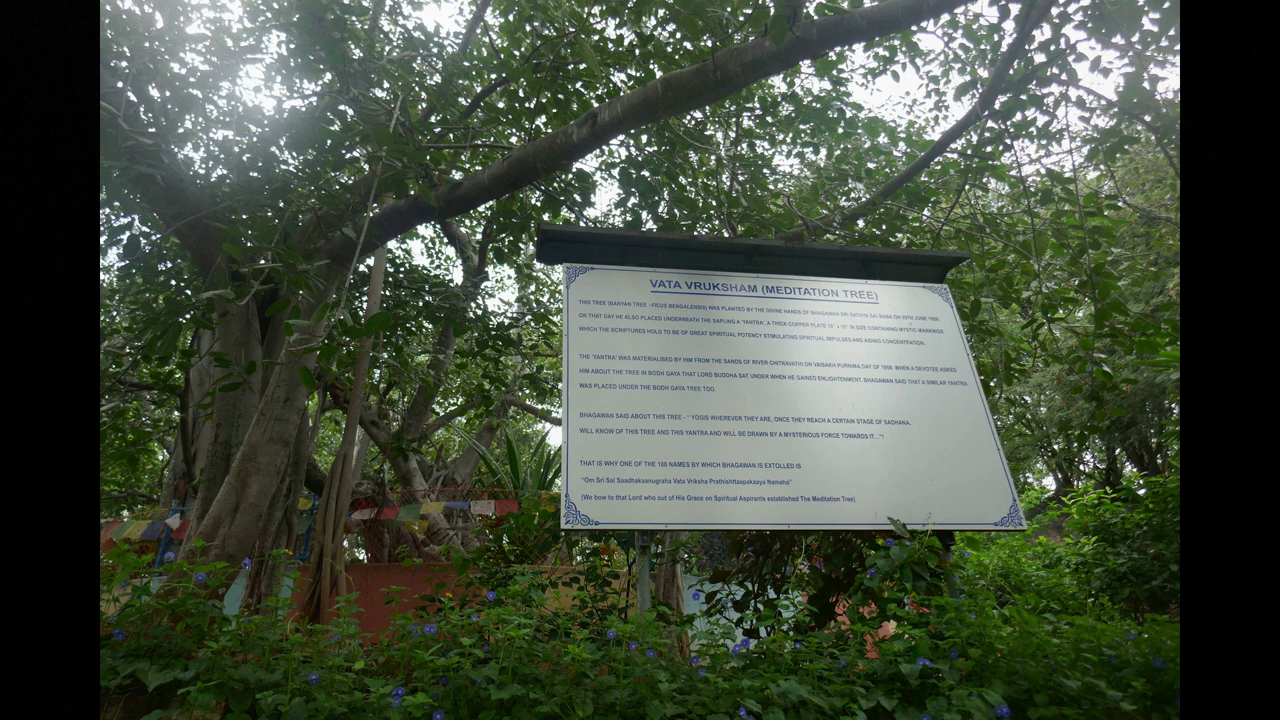 VATA VRUKSHAM (MEDITATION TREE)
THIS TREE (BANYAN TREE -FICUS BENGALENSIS) WAS PLANTED BY THE DIVINE HANDS OF BHAGAWAN SRI SATHYA SAI BABA ON 29TH JUNE 1959.
ON THAT DAY HE ALSO PLACED UNDERNEATH THE SAPLING A 'YANTRA', A THICK COPPER PLATE 15" x 10" IN SIZE CONTAINING MYSTIC MARKINGS
WHICH THE SCRIPTURES HOLD TO BE OF GREAT SPIRITUAL POTENCY STIMULATING SPIRITUAL IMPULSES AND AIDING CONCENTRATION.
THE 'YANTRA' WAS MATERIALISED BY HIM FROM THE SANDS OF RIVER CHITRAVATHI ON VAISAKH PURNIMA DAY OF 1959. WHEN A DEVOTEE ASKED
HIM ABOUT THE TREE IN BODH GAYA THAT LORD BUDDHA SAT UNDER WHEN HE GAINED ENLIGHTENMENT, BHAGAWAN SAID THAT A SIMILAR YANTRA
WAS PLACED UNDER THE BODH GAYA TREE TOO.
BHAGAWAN SAID ABOUT THIS TREE - " YOGIS WHEREVER THEY ARE, ONCE THEY REACH A CERTAIN STAGE OF SADHANA,
WILL KNOW OF THIS TREE AND THIS YANTRA AND WILL BE DRAWN BY A MYSTERIOUS FORCE TOWARDS IT..."!
THAT IS WHY ONE OF THE 108 NAMES BY WHICH BHAGAWAN IS EXTOLLED IS
"Om Sri Sai Saadhakaanugraha Vata Vriksha Prathishttaapakaaya Namaha"
(We bow to that Lord who out of His Grace on Spiritual Aspirants established The Meditation Tree)